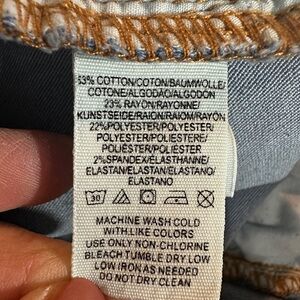 53% COTTON/COTON/BAUMWOLLE/
COTONE/ALGODÃO/ALGODÓN
23% RAYON/RAYONNE/
KUNSTSEIDE/RAION/RAIOM/RAYÓN
22%POLYESTER/POLYESTER/
POLYESTER/POLIESTERE/
POLIÉSTER/POLIÉSTER
2%SPANDEX/ELASTHANNE/
ELASTAN/ELASTAN/ELASTANO/
ELASTANO
30
MACHINE WASH COLD
WITH LIKE COLORS
USE ONLY NON-CHLORINE
BLEACH TUMBLE DRY LOW
LOW IRON AS NEEDED
DO NOT DRY CLEAN